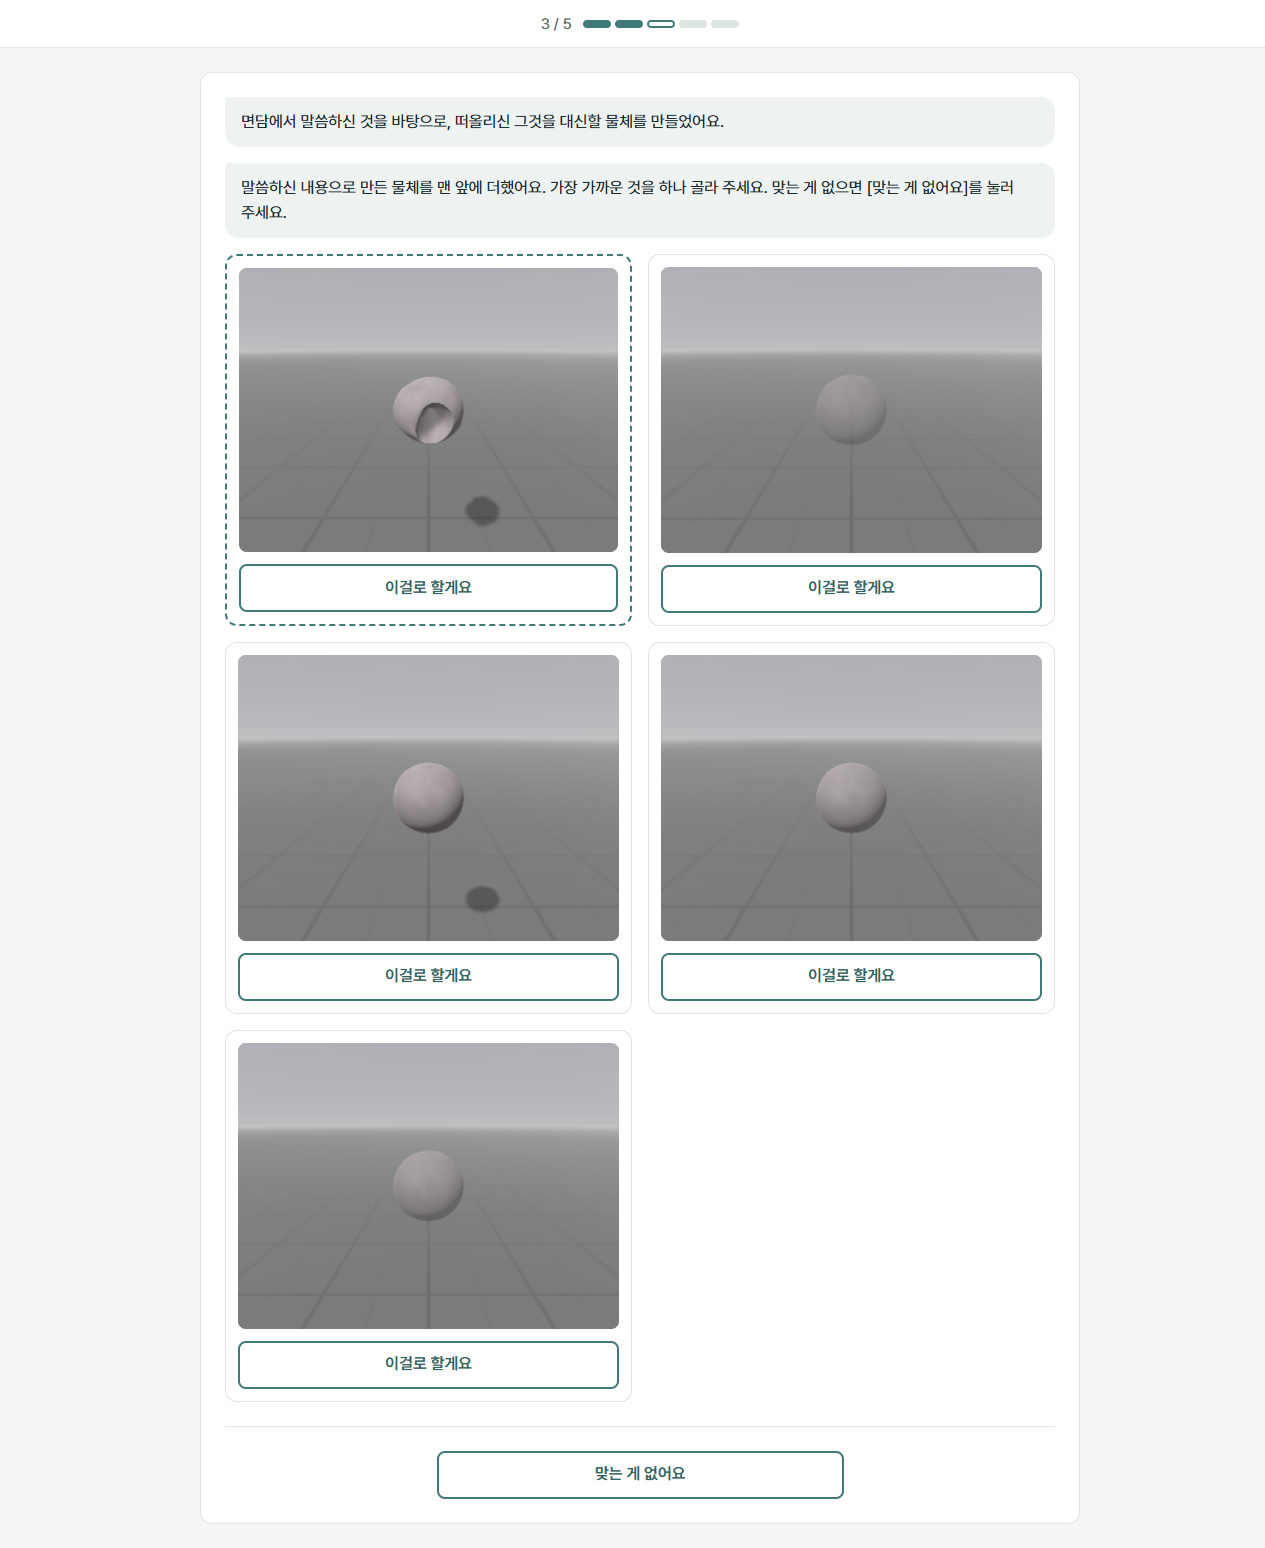 3 / 5
면담에서 말씀하신 것을 바탕으로, 떠올리신 그것을 대신할 물체를 만들었어요.
말씀하신 내용으로 만든 물체를 맨 앞에 더했어요. 가장 가까운 것을 하나 골라 주세요. 맞는 게 없으면 [맞는 게 없어요]를 눌러
주세요.
이걸로 할게요
이걸로 할게요
이걸로 할게요
이걸로 할게요
이걸로 할게요
맞는 게 없어요